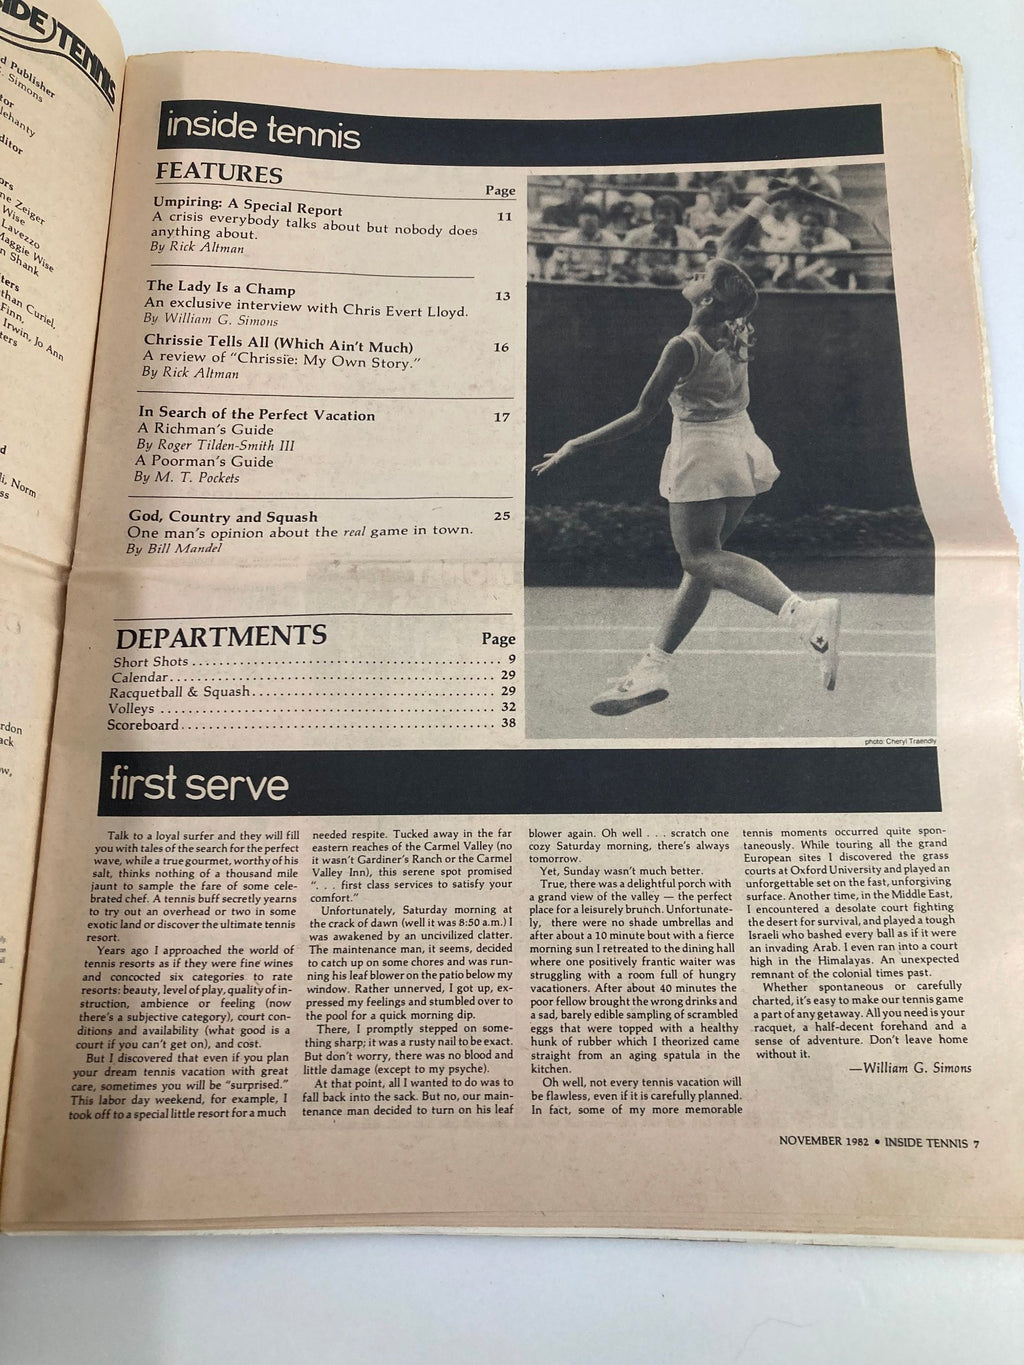 IDE TENNIS
d Publisher
. Simons
tor
lehanty
ditor
ors
ne Zeiger
Wise
Lavezzo
Maggie Wise
n Shank
ters
than Curiel,
Finn,
Irwin, Jo Ann
ters
d
li, Norm
ss
rdon
ack
w,
inside tennis
FEATURES
Page
Umpiring: A Special Report 11
A crisis everybody talks about but nobody does
anything about.
By Rick Altman
The Lady Is a Champ 13
An exclusive interview with Chris Evert Lloyd.
By William G. Simons
Chrissie Tells All (Which Ain't Much) 16
A review of "Chrissie: My Own Story."
By Rick Altman
In Search of the Perfect Vacation 17
A Richman's Guide
By Roger Tilden-Smith III
A Poorman's Guide
By M. T. Pockets
God, Country and Squash 25
One man's opinion about the real game in town.
By Bill Mandel
DEPARTMENTS Page
Short Shots 9
Calendar 29
Racquetball & Squash 29
Volleys 32
Scoreboard 38
photo: Cheryl Traendly
first serve
Talk to a loyal surfer and they will fill
you with tales of the search for the perfect
wave, while a true gourmet, worthy of his
salt, thinks nothing of a thousand mile
jaunt to sample the fare of some cele-
brated chef. A tennis buff secretly yearns
to try out an overhead or two in some
exotic land or discover the ultimate tennis
resort.
Years ago I approached the world of
tennis resorts as if they were fine wines
and concocted six categories to rate
resorts: beauty, level of play, quality of in-
struction, ambience or feeling (now
there's a subjective category), court con-
ditions and availability (what good is a
court if you can't get on), and cost.
But I discovered that even if you plan
your dream tennis vacation with great
care, sometimes you will be "surprised."
This labor day weekend, for example, I
took off to a special little resort for a much
needed respite. Tucked away in the far
eastern reaches of the Carmel Valley (no
it wasn't Gardiner's Ranch or the Carmel
Valley Inn), this serene spot promised
". . . first class services to satisfy your
comfort."
Unfortunately, Saturday morning at
the crack of dawn (well it was 8:50 a.m.) I
was awakened by an uncivilized clatter.
The maintenance man, it seems, decided
to catch up on some chores and was run-
ning his leaf blower on the patio below my
window. Rather unnerved, I got up, ex-
pressed my feelings and stumbled over to
the pool for a quick morning dip.
There, I promptly stepped on some-
thing sharp; it was a rusty nail to be exact.
But don't worry, there was no blood and
little damage (except to my psyche).
At that point, all I wanted to do was to
fall back into the sack. But no, our main-
tenance man decided to turn on his leaf
blower again. Oh well . . . scratch one
cozy Saturday morning, there's always
tomorrow.
Yet, Sunday wasn't much better.
True, there was a delightful porch with
a grand view of the valley — the perfect
place for a leisurely brunch. Unfortunate-
ly, there were no shade umbrellas and
after about a 10 minute bout with a fierce
morning sun I retreated to the dining hall
where one positively frantic waiter was
struggling with a room full of hungry
vacationers. After about 40 minutes the
poor fellow brought the wrong drinks and
a sad, barely edible sampling of scrambled
eggs that were topped with a healthy
hunk of rubber which I theorized came
straight from an aging spatula in the
kitchen.
Oh well, not every tennis vacation will
be flawless, even if it is carefully planned.
In fact, some of my more memorable
tennis moments occurred quite spon-
taneously. While touring all the grand
European sites I discovered the grass
courts at Oxford University and played an
unforgettable set on the fast, unforgiving
surface. Another time, in the Middle East,
I encountered a desolate court fighting
the desert for survival, and played a tough
Israeli who bashed every ball as if it were
an invading Arab. I even ran into a court
high in the Himalayas. An unexpected
remnant of the colonial times past.
Whether spontaneous or carefully
charted, it's easy to make our tennis game
a part of any getaway. All you need is your
racquet, a half-decent forehand and a
sense of adventure. Don't leave home
without it.
—William G. Simons
NOVEMBER 1982 • INSIDE TENNIS 7